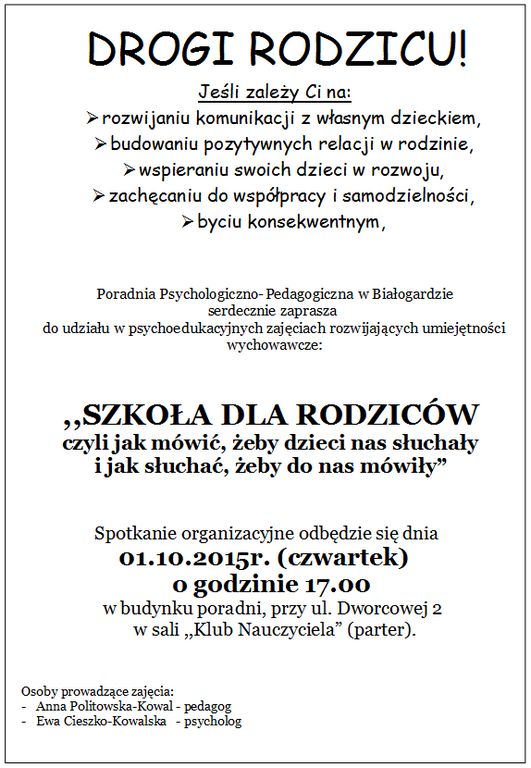 DROGI RODZICU!
Jeśli zależy Ci na:
➢rozwijaniu komunikacji z własnym dzieckiem,
➢budowaniu pozytywnych relacji w rodzinie,
➢wspieraniu swoich dzieci w rozwoju,
➢zachęcaniu do współpracy i samodzielności,
➢byciu konsekwentnym,
Poradnia Psychologiczno-Pedagogiczna w Białogardzie
serdecznie zaprasza
do udziału w psychoedukacyjnych zajęciach rozwijających umiejętności
wychowawcze:
,,SZKOŁA DLA RODZICÓW
czyli jak mówić, żeby dzieci nas słuchały
i jak słuchać, żeby do nas mówiły”
Spotkanie organizacyjne odbędzie się dnia
01.10.2015r. (czwartek)
o godzinie 17.00
w budynku poradni, przy ul. Dworcowej 2
w sali ,,Klub Nauczyciela” (parter).
Osoby prowadzące zajęcia:
- Anna Politowska-Kowal - pedagog
- Ewa Cieszko-Kowalska - psycholog